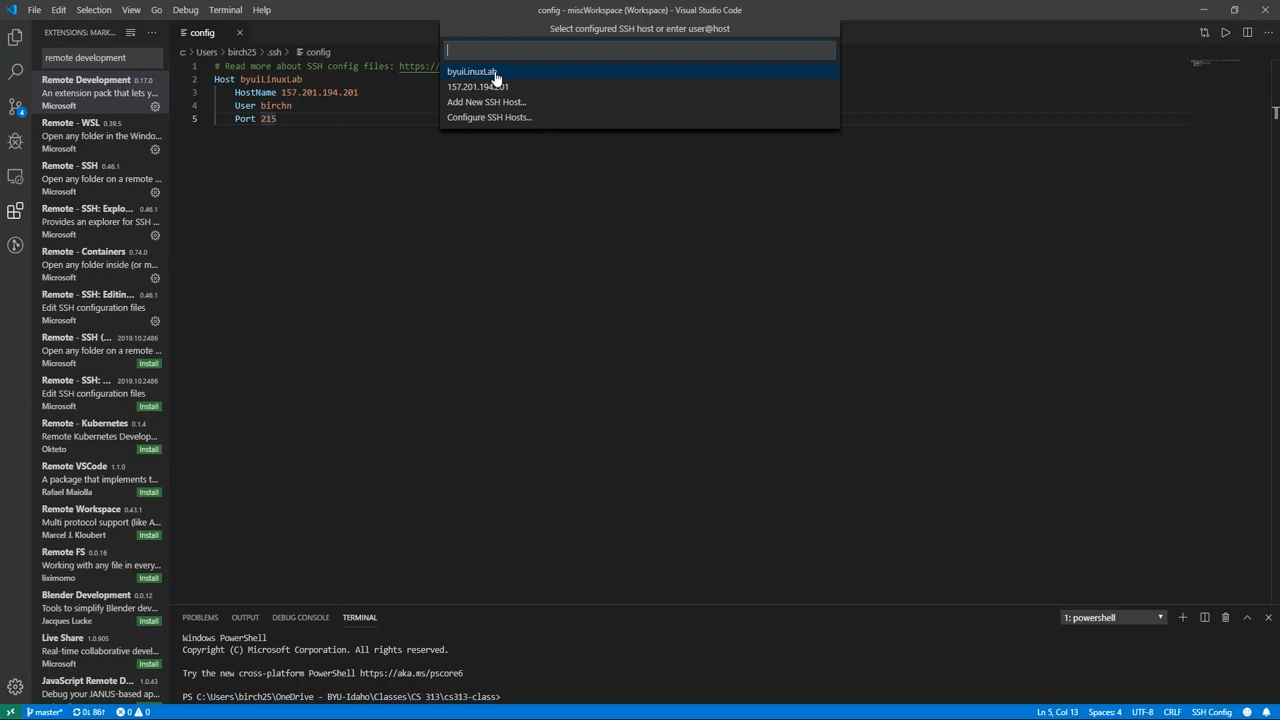 File Edit Selection View Go Debug Terminal Help
config - miscWorkspace (Workspace) - Visual Studio Code
Select configured SSH host or enter user@host
byuiLinuxLab
157.201.194.201
Add New SSH Host...
Configure SSH Hosts...
EXTENSIONS: MARK...
remote development
Remote Development 0.17.0
An extension pack that lets y...
Microsoft
Remote - WSL 0.45.1
Open any folder in the Windo...
Microsoft
Remote - SSH 0.46.1
Open any folder on a remote ...
Microsoft
Remote - SSH: Explo... 0.46.1
Provides an explorer for SSH ...
Microsoft
Remote - Containers 0.74.0
Open any folder inside (or m...
Microsoft
Remote - SSH: Editin... 0.46.1
Edit SSH configuration files
Microsoft
Remote - SSH (... 2019.10.2486
Open any folder on a remote ...
Microsoft Install
Remote - SSH: ... 2019.10.2486
Edit SSH configuration files
Microsoft Install
Remote - Kubernetes 0.1.4
Remote Kubernetes Develop...
Okteto Install
Remote VSCode 1.1.0
A package that implements t...
Rafael Maiolla Install
Remote Workspace 0.43.1
Multi protocol support (like A...
Marcel J. Kloubert Install
Remote FS 0.0.16
Working with any file in every...
liximomo Install
Blender Development 0.0.12
Tools to simplify Blender dev...
Jacques Lucke Install
Live Share 1.0.905
Real-time collaborative devel...
Microsoft Install
JavaScript Remote D... 1.0.43
Debug your JANUS-based ap...
4
config
C: > Users > birch25 > .ssh > config
1 # Read more about SSH config files: https:/
2 Host byuiLinuxLab
3 HostName 157.201.194.201
4 User birchn
5 Port 215
PROBLEMS OUTPUT DEBUG CONSOLE TERMINAL
1: powershell
Windows PowerShell
Copyright (C) Microsoft Corporation. All rights reserved.
Try the new cross-platform PowerShell https://aka.ms/pscore6
PS C:\Users\birch25\OneDrive - BYU-Idaho\Classes\CS 313\cs313-class>
master* 0↓ 86↑ 0 0
Ln 5, Col 13 Spaces: 4 UTF-8 CRLF SSH Config